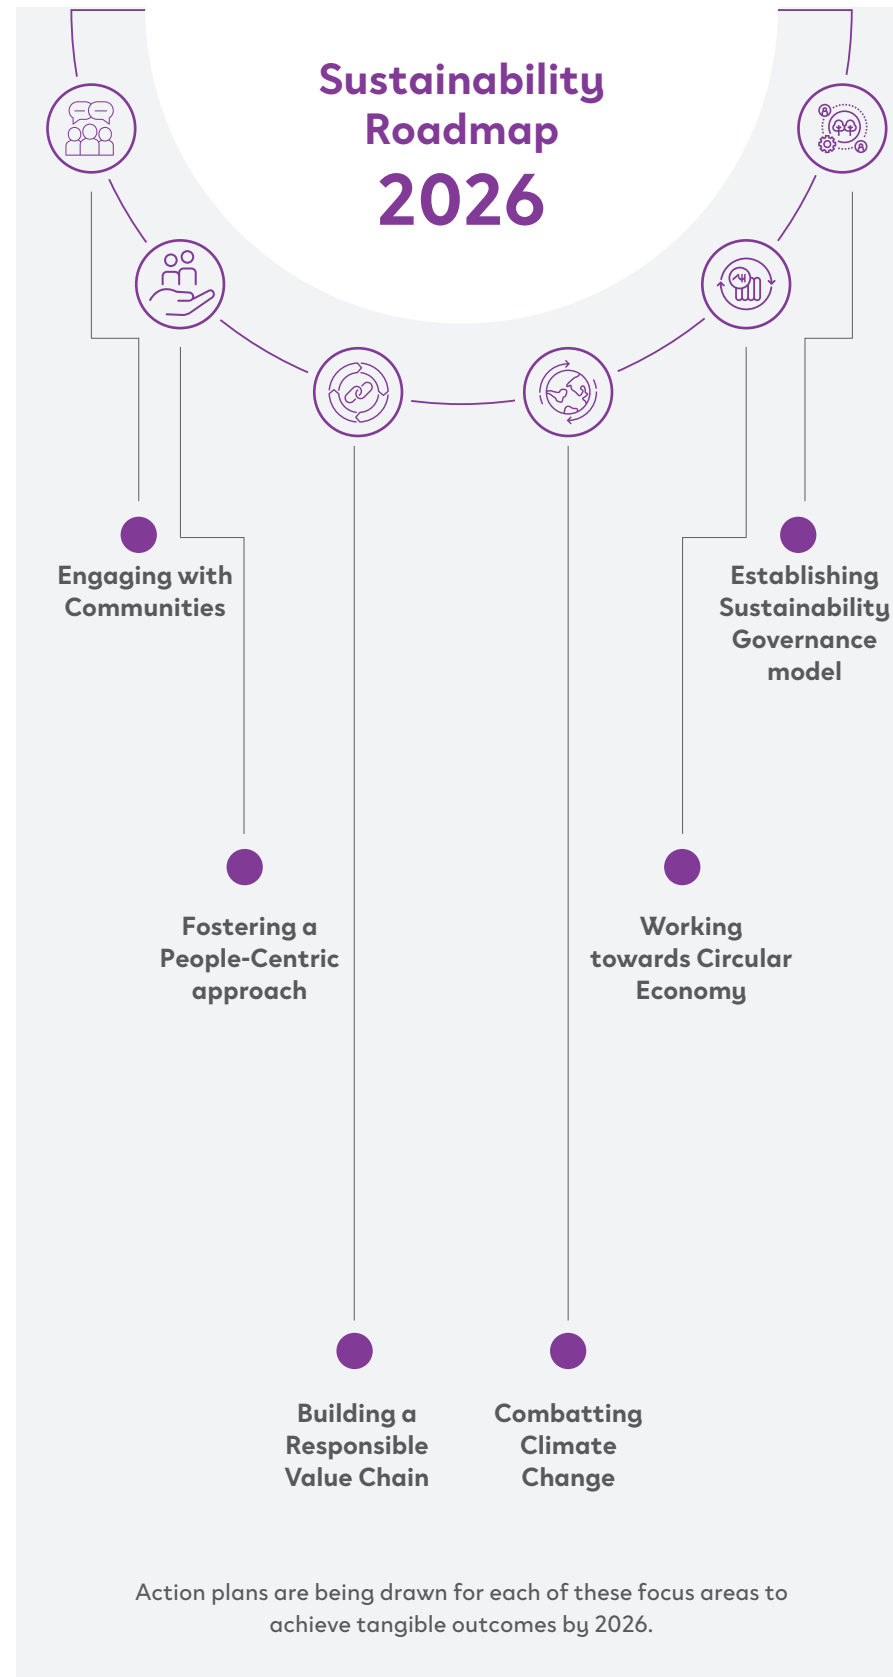 Sustainability
Roadmap
2026
Engaging with
Communities
Establishing
Sustainability
Governance
model
Fostering a
People-Centric
approach
Working
towards Circular
Economy
Building a
Responsible
Value Chain
Combatting
Climate
Change
Action plans are being drawn for each of these focus areas to
achieve tangible outcomes by 2026.